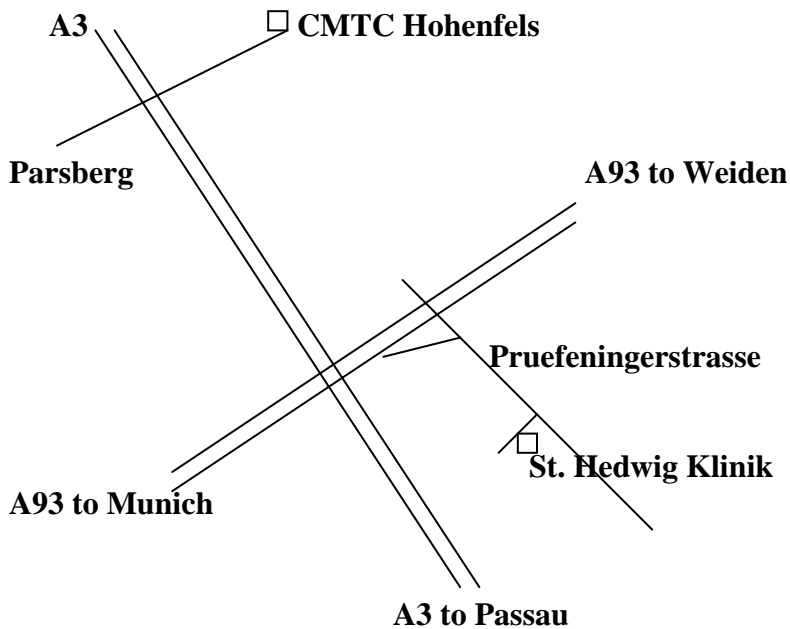 A3
CMTC Hohenfels
Parsberg
A93 to Weiden
Pruefeningerstrasse
St. Hedwig Klinik
A93 to Munich
A3 to Passau